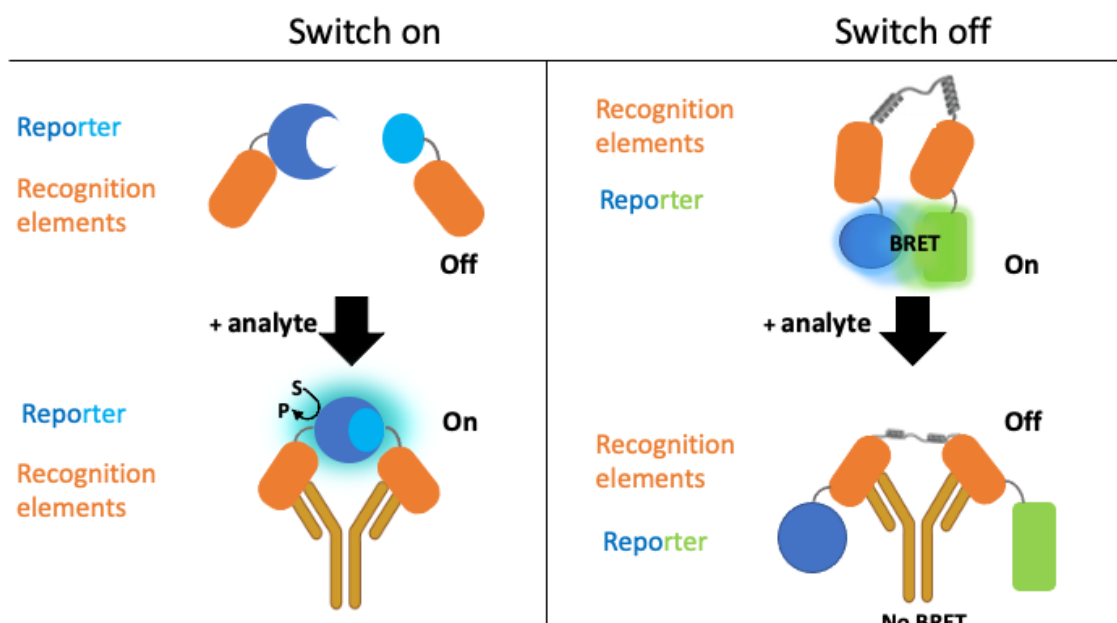 Switch on
Switch off
Reporter
Recognition
elements
Off
+ analyte
Reporter
S
P
On
Recognition
elements
Recognition
elements
Reporter
BRET
On
+ analyte
Off
Recognition
elements
Reporter
No BRET